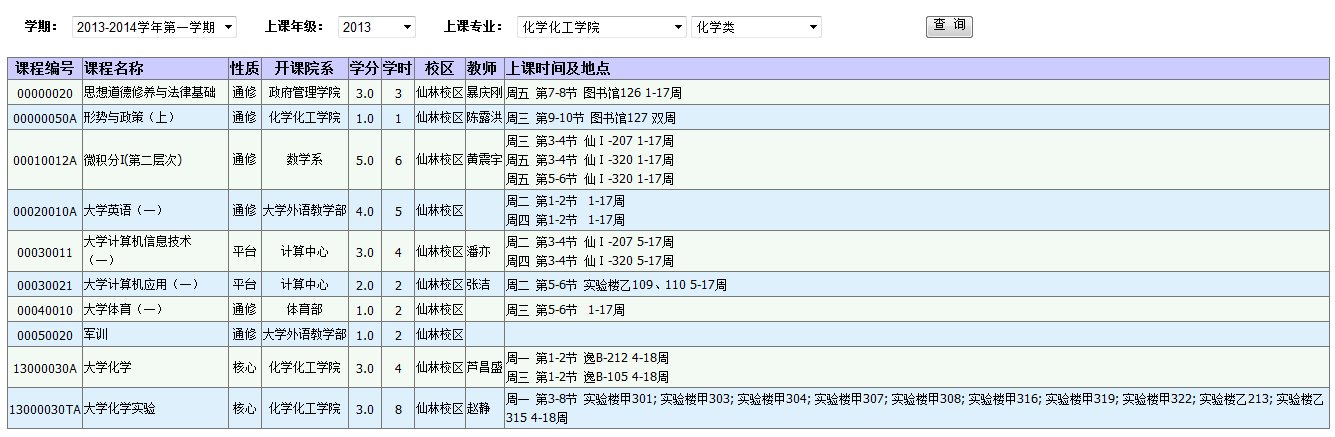 学期： 2013-2014学年第一学期 上课年级： 2013 上课专业： 化学化工学院 化学类 查 询
课程编号 课程名称 性质 开课院系 学分 学时 校区 教师 上课时间及地点
00000020 思想道德修养与法律基础 通修 政府管理学院 3.0 3 仙林校区 暴庆刚 周五 第7-8节 图书馆126 1-17周
00000050A 形势与政策（上） 通修 化学化工学院 1.0 1 仙林校区 陈露洪 周三 第9-10节 图书馆127 双周
00010012A 微积分I(第二层次) 通修 数学系 5.0 6 仙林校区 黄震宇 周三 第3-4节 仙Ⅰ-207 1-17周
周五 第3-4节 仙Ⅰ-320 1-17周
周五 第5-6节 仙Ⅰ-320 1-17周
00020010A 大学英语（一） 通修 大学外语教学部 4.0 5 仙林校区 周二 第1-2节 1-17周
周四 第1-2节 1-17周
00030011 大学计算机信息技术
（一） 平台 计算中心 3.0 4 仙林校区 潘亦 周二 第3-4节 仙Ⅰ-207 5-17周
周四 第3-4节 仙Ⅰ-320 5-17周
00030021 大学计算机应用（一） 平台 计算中心 2.0 2 仙林校区 张洁 周二 第5-6节 实验楼乙109、110 5-17周
00040010 大学体育（一） 通修 体育部 1.0 2 仙林校区 周三 第5-6节 1-17周
00050020 军训 通修 大学外语教学部 1.0 2 仙林校区
13000030A 大学化学 核心 化学化工学院 3.0 4 仙林校区 芦昌盛 周一 第1-2节 逸B-212 4-18周
周三 第1-2节 逸B-105 4-18周
13000030TA 大学化学实验 核心 化学化工学院 3.0 8 仙林校区 赵静 周一 第3-8节 实验楼甲301; 实验楼甲303; 实验楼甲304; 实验楼甲307; 实验楼甲308; 实验楼甲316; 实验楼甲319; 实验楼甲322; 实验楼乙213; 实验楼乙
315 4-18周